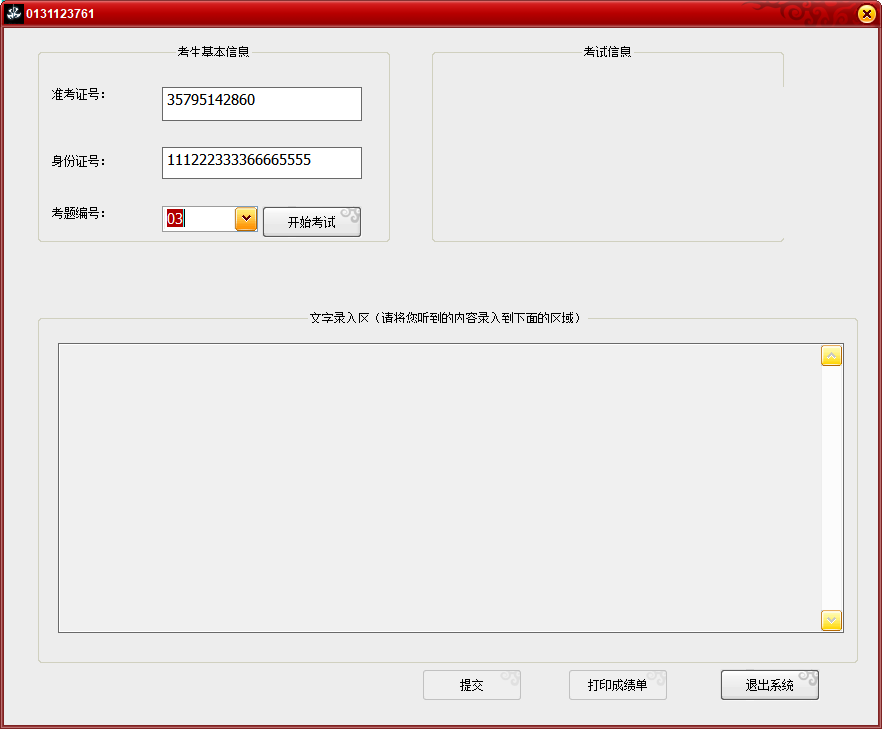 0131123761
考生基本信息
考试信息
准考证号:
35795142860
身份证号:
111222333366665555
考题编号:
03
开始考试
文字录入区（请将您听到的内容录入到下面的区域）
提交
打印成绩单
退出系统